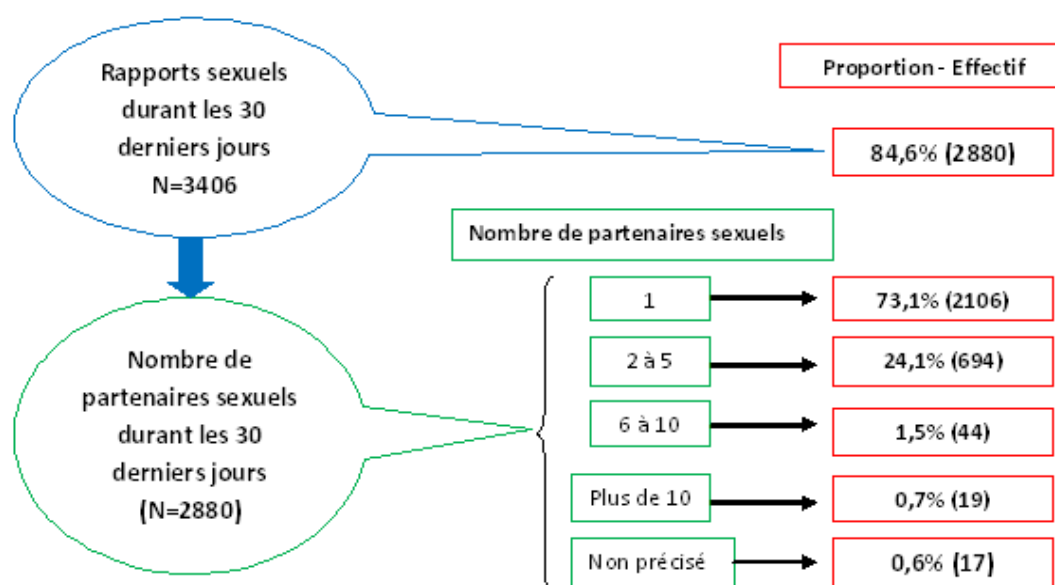 Rapports sexuels
durant les 30
derniers jours
N=3406
Proportion - Effectif
84,6% (2880)
Nombre de partenaires sexuels
Nombre de
partenaires sexuels
durant les 30
derniers jours
(N=2880)
1
73,1% (2106)
2 à 5
24,1% (694)
6 à 10
1,5% (44)
Plus de 10
0,7% (19)
Non précisé
0,6% (17)